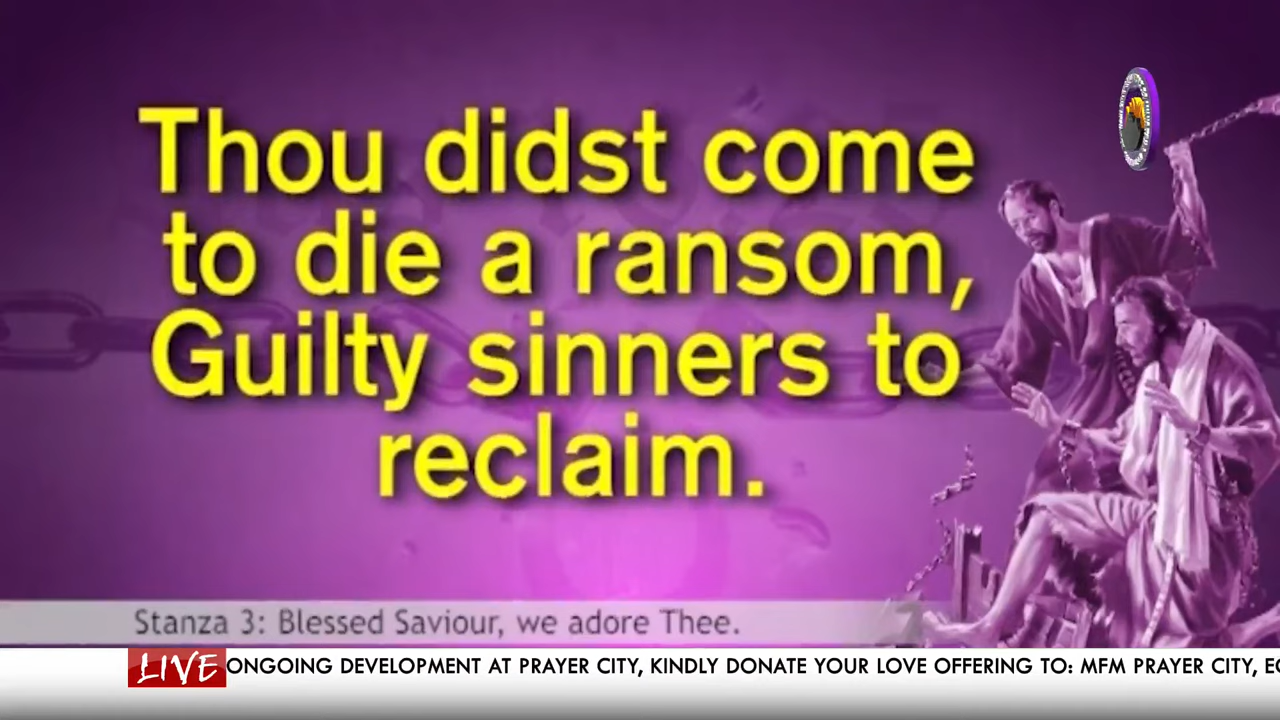 Thou didst come
to die a ransom,
Guilty sinners to
reclaim.
Stanza 3: Blessed Saviour, we adore Thee.
LIVE ONGOING DEVELOPMENT AT PRAYER CITY, KINDLY DONATE YOUR LOVE OFFERING TO: MFM PRAYER CITY,